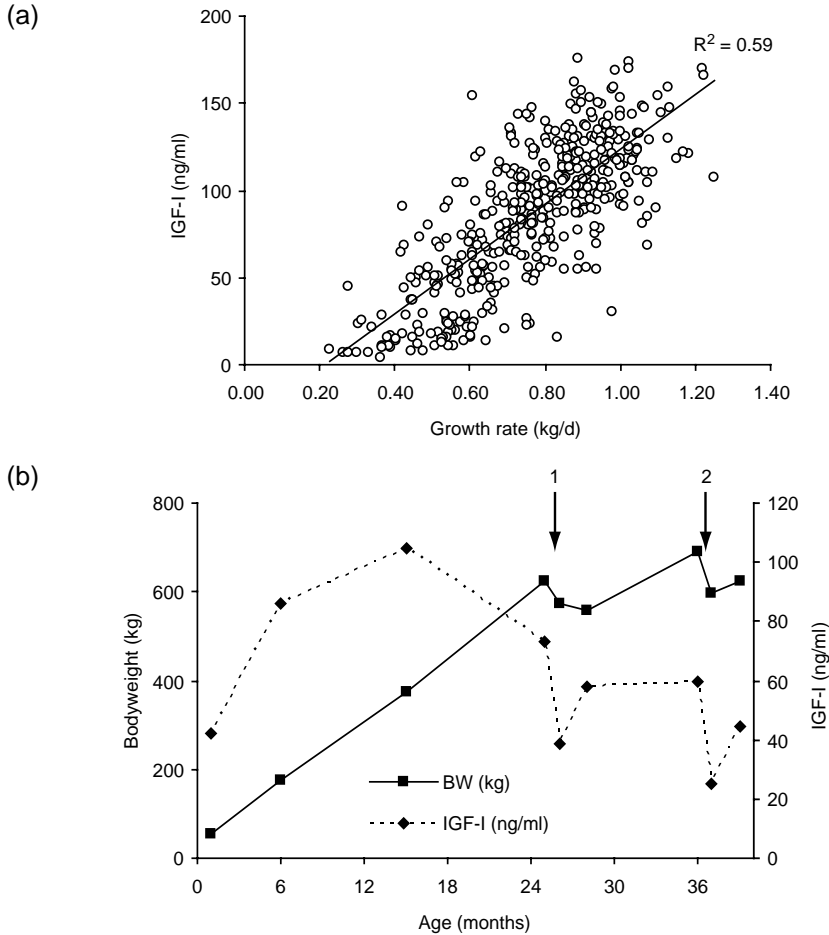 (a)
200
150
100
50
0
IGF-I (ng/ml)
R² = 0.59
0.00 0.20 0.40 0.60 0.80 1.00 1.20 1.40
Growth rate (kg/d)
(b)
1 2
800
600
400
200
0
Bodyweight (kg)
120
100
80
60
40
20
0
IGF-I (ng/ml)
BW (kg)
IGF-I (ng/ml)
0 6 12 18 24 30 36
Age (months)